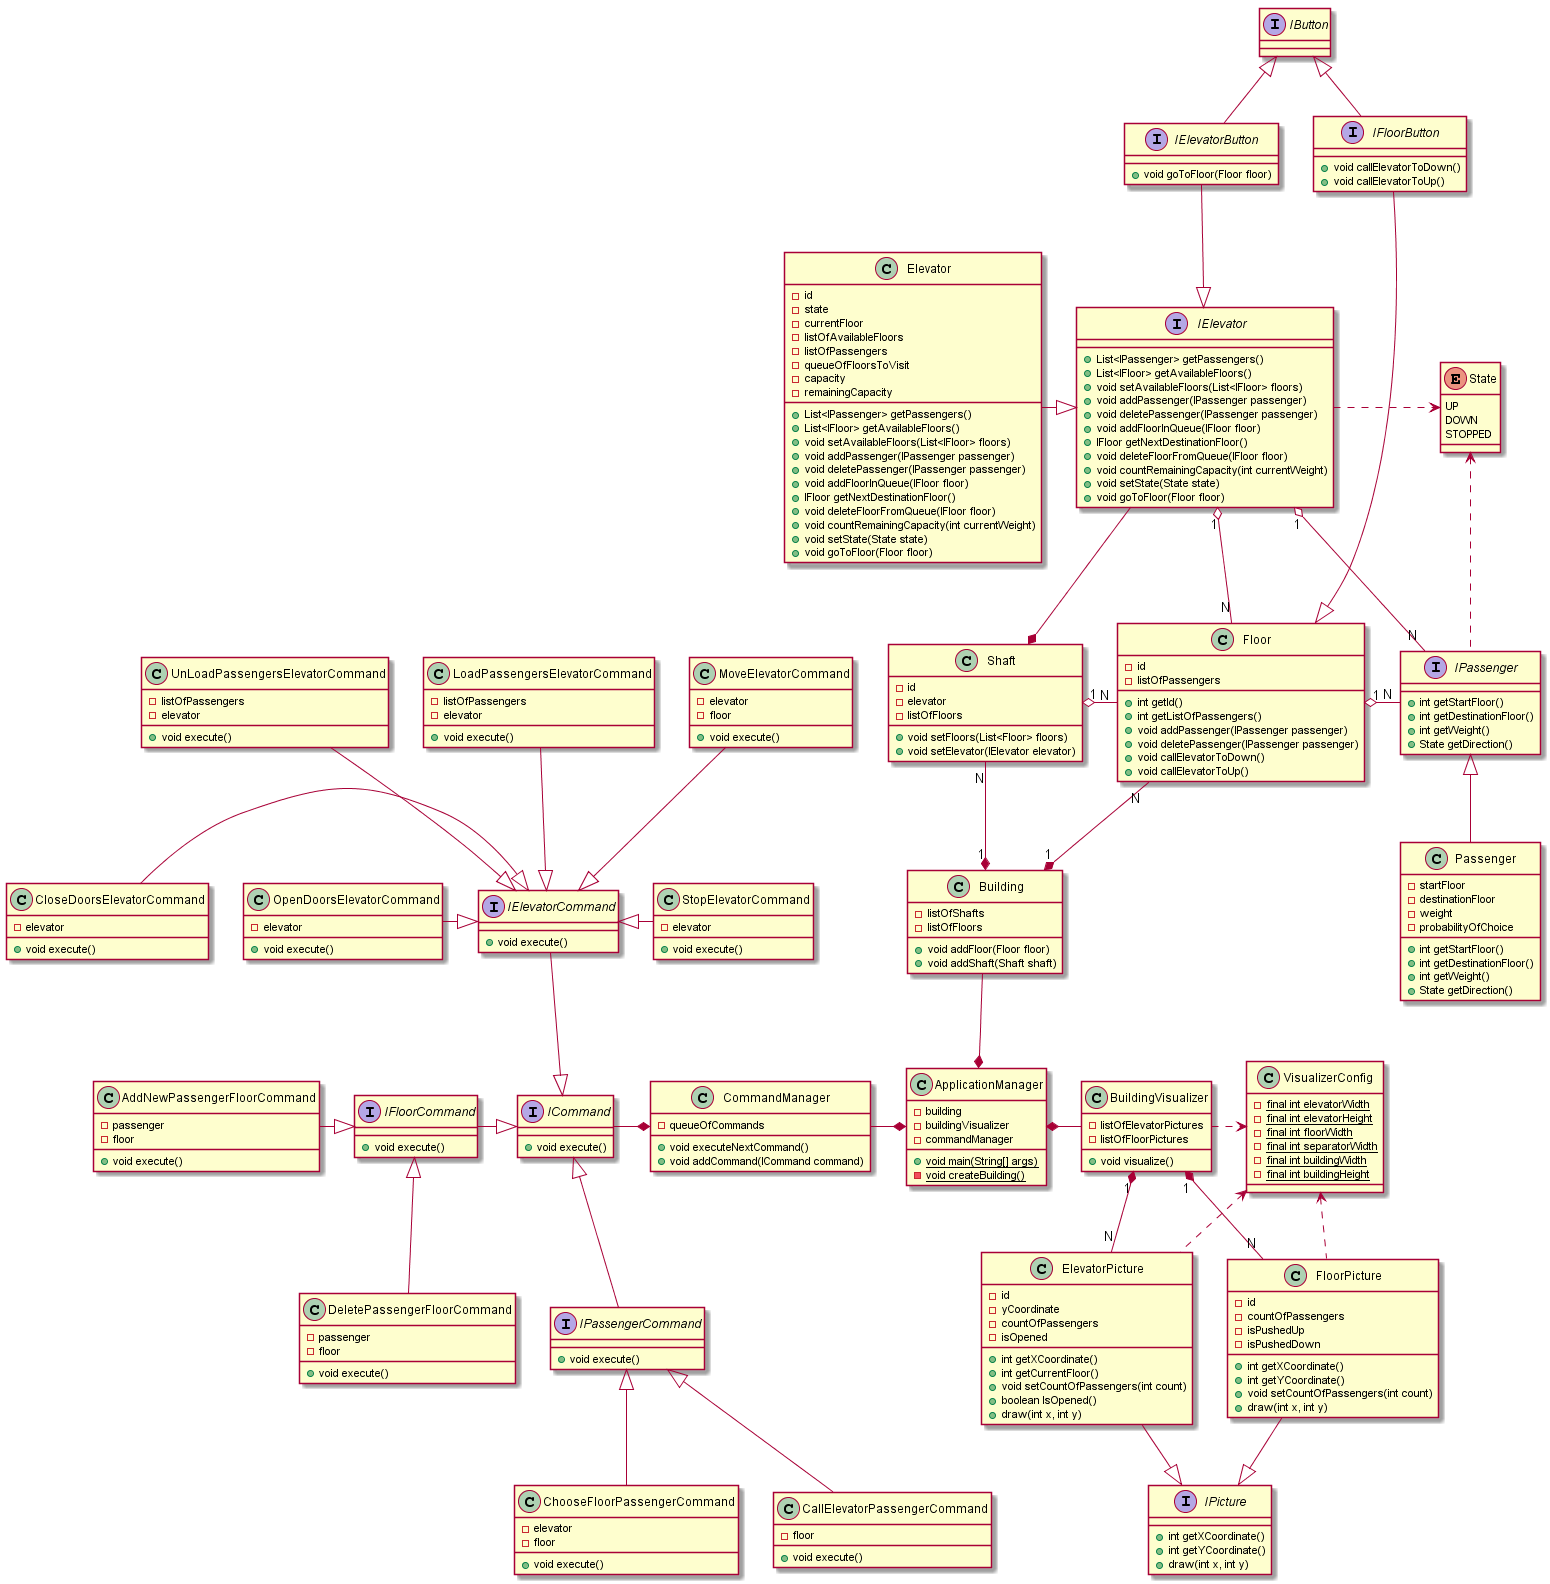 I IButton
I IElevatorButton
void goToFloor(Floor floor)
I IFloorButton
void callElevatorToDown()
void callElevatorToUp()
C Elevator
id
state
currentFloor
listOfAvailableFloors
listOfPassengers
queueOfFloorsToVisit
capacity
remainingCapacity
List<IPassenger> getPassengers()
List<IFloor> getAvailableFloors()
void setAvailableFloors(List<IFloor> floors)
void addPassenger(IPassenger passenger)
void deletePassenger(IPassenger passenger)
void addFloorInQueue(IFloor floor)
IFloor getNextDestinationFloor()
void deleteFloorFromQueue(IFloor floor)
void countRemainingCapacity(int currentWeight)
void setState(State state)
void goToFloor(Floor floor)
I IElevator
List<IPassenger> getPassengers()
List<IFloor> getAvailableFloors()
void setAvailableFloors(List<IFloor> floors)
void addPassenger(IPassenger passenger)
void deletePassenger(IPassenger passenger)
void addFloorInQueue(IFloor floor)
IFloor getNextDestinationFloor()
void deleteFloorFromQueue(IFloor floor)
void countRemainingCapacity(int currentWeight)
void setState(State state)
void goToFloor(Floor floor)
E State
UP
DOWN
STOPPED
1
1
N
N
C UnLoadPassengersElevatorCommand
listOfPassengers
elevator
void execute()
C LoadPassengersElevatorCommand
listOfPassengers
elevator
void execute()
C MoveElevatorCommand
elevator
floor
void execute()
C Shaft
id
elevator
listOfFloors
void setFloors(List<Floor> floors)
void setElevator(IElevator elevator)
1 N
C Floor
id
listOfPassengers
int getId()
int getListOfPassengers()
void addPassenger(IPassenger passenger)
void deletePassenger(IPassenger passenger)
void callElevatorToDown()
void callElevatorToUp()
1 N
I IPassenger
int getStartFloor()
int getDestinationFloor()
int getWeight()
State getDirection()
N
N
1
1
C Passenger
startFloor
destinationFloor
weight
probabilityOfChoice
int getStartFloor()
int getDestinationFloor()
int getWeight()
State getDirection()
C CloseDoorsElevatorCommand
elevator
void execute()
C OpenDoorsElevatorCommand
elevator
void execute()
I IElevatorCommand
void execute()
C StopElevatorCommand
elevator
void execute()
C Building
listOfShafts
listOfFloors
void addFloor(Floor floor)
void addShaft(Shaft shaft)
C AddNewPassengerFloorCommand
passenger
floor
void execute()
I IFloorCommand
void execute()
I ICommand
void execute()
C CommandManager
queueOfCommands
void executeNextCommand()
void addCommand(ICommand command)
C ApplicationManager
building
buildingVisualizer
commandManager
void main(String[] args)
void createBuilding()
C BuildingVisualizer
listOfElevatorPictures
listOfFloorPictures
void visualize()
C VisualizerConfig
final int elevatorWidth
final int elevatorHeight
final int floorWidth
final int separatorWidth
final int buildingWidth
final int buildingHeight
1
1
N
N
C DeletePassengerFloorCommand
passenger
floor
void execute()
I IPassengerCommand
void execute()
C ElevatorPicture
id
yCoordinate
countOfPassengers
isOpened
int getXCoordinate()
int getCurrentFloor()
void setCountOfPassengers(int count)
boolean IsOpened()
draw(int x, int y)
C FloorPicture
id
countOfPassengers
isPushedUp
isPushedDown
int getXCoordinate()
int getYCoordinate()
void setCountOfPassengers(int count)
draw(int x, int y)
C ChooseFloorPassengerCommand
elevator
floor
void execute()
C CallElevatorPassengerCommand
floor
void execute()
I IPicture
int getXCoordinate()
int getYCoordinate()
draw(int x, int y)